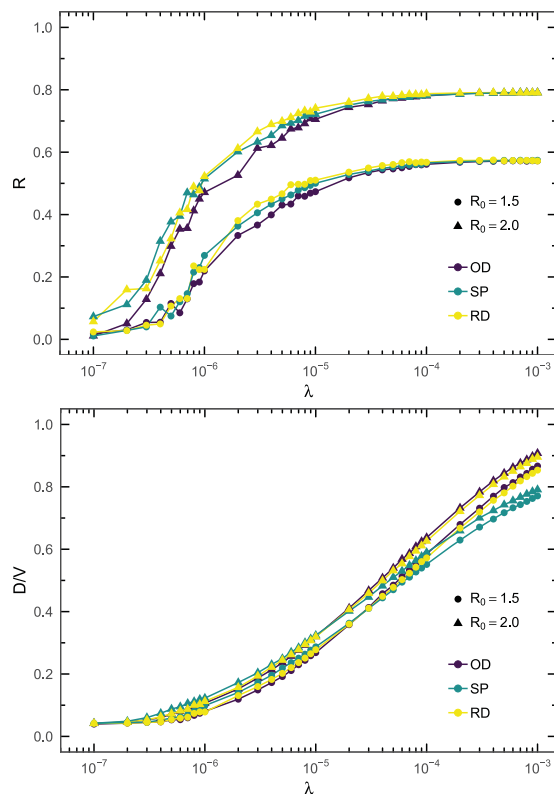 1.0
0.8
0.6
0.4
0.2
0.0
R
R₀ = 1.5
R₀ = 2.0
OD
SP
RD
10⁻⁷ 10⁻⁶ 10⁻⁵ 10⁻⁴ 10⁻³
λ
1.0
0.8
0.6
0.4
0.2
0.0
D/V
R₀ = 1.5
R₀ = 2.0
OD
SP
RD
10⁻⁷ 10⁻⁶ 10⁻⁵ 10⁻⁴ 10⁻³
λ